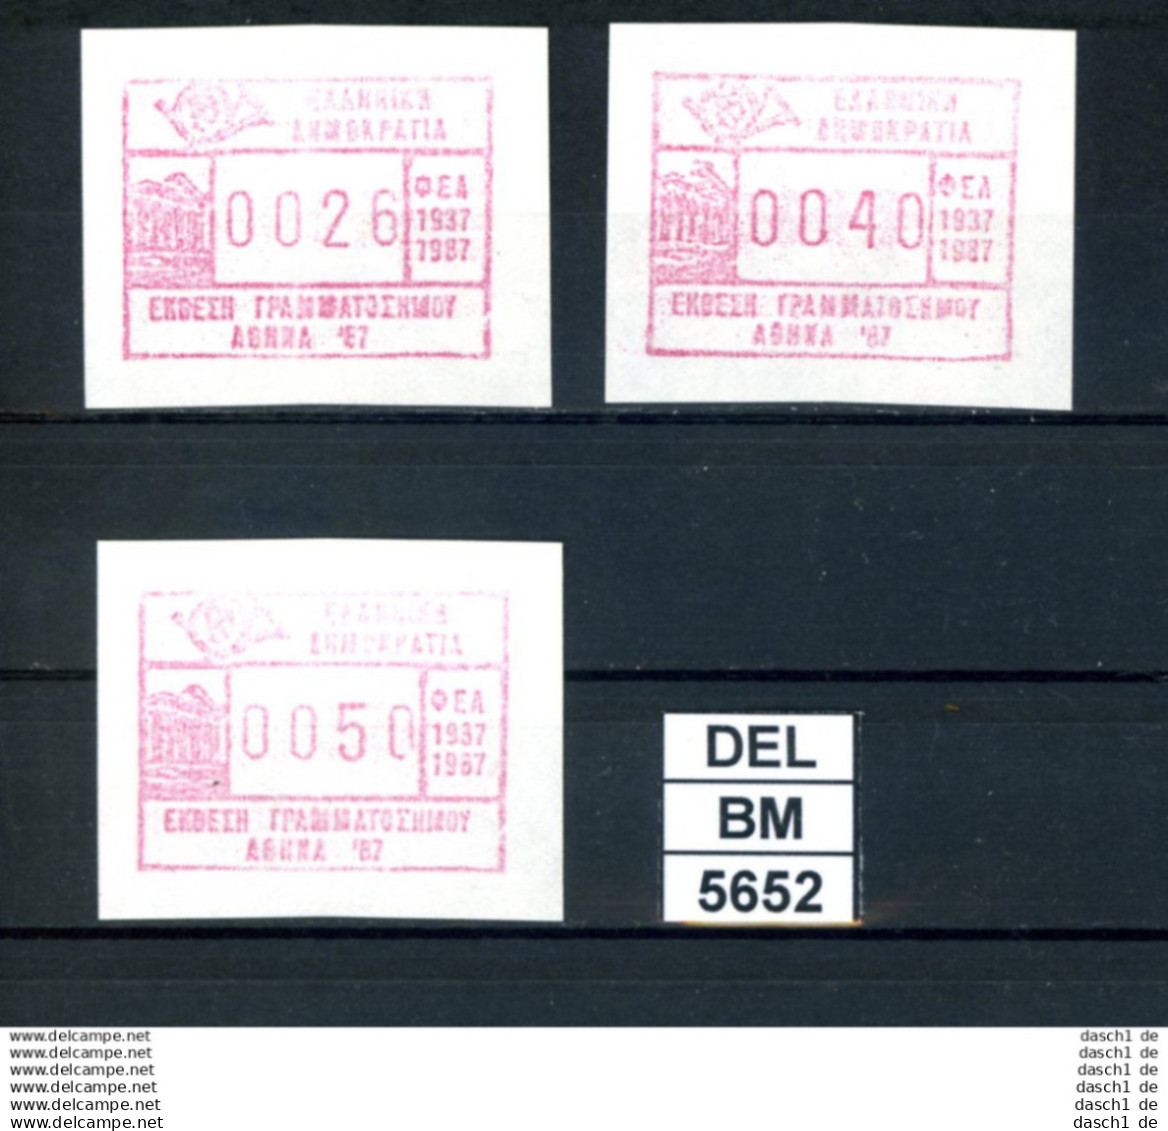 ΕΛΛΗΝΙΚΗ
ΔΗΜΟΚΡΑΤΙΑ
0026
ΦΕΛ
1937
1987
ΕΚΘΕΣΗ ΓΡΑΜΜΑΤΟΣΗΜΟΥ
ΑΘΗΝΑ '87
ΕΛΛΗΝΙΚΗ
ΔΗΜΟΚΡΑΤΙΑ
0040
ΦΕΛ
1937
1987
ΕΚΘΕΣΗ ΓΡΑΜΜΑΤΟΣΗΜΟΥ
ΑΘΗΝΑ '87
ΕΛΛΗΝΙΚΗ
ΔΗΜΟΚΡΑΤΙΑ
0050
ΦΕΛ
1937
1987
ΕΚΘΕΣΗ ΓΡΑΜΜΑΤΟΣΗΜΟΥ
ΑΘΗΝΑ '87
DEL
BM
5652
www.delcampe.net dasch1 de
www.delcampe.net dasch1 de
www.delcampe.net dasch1 de
www.delcampe.net dasch1 de
www.delcampe.net dasch1 de
www.delcampe.net dasch1 de